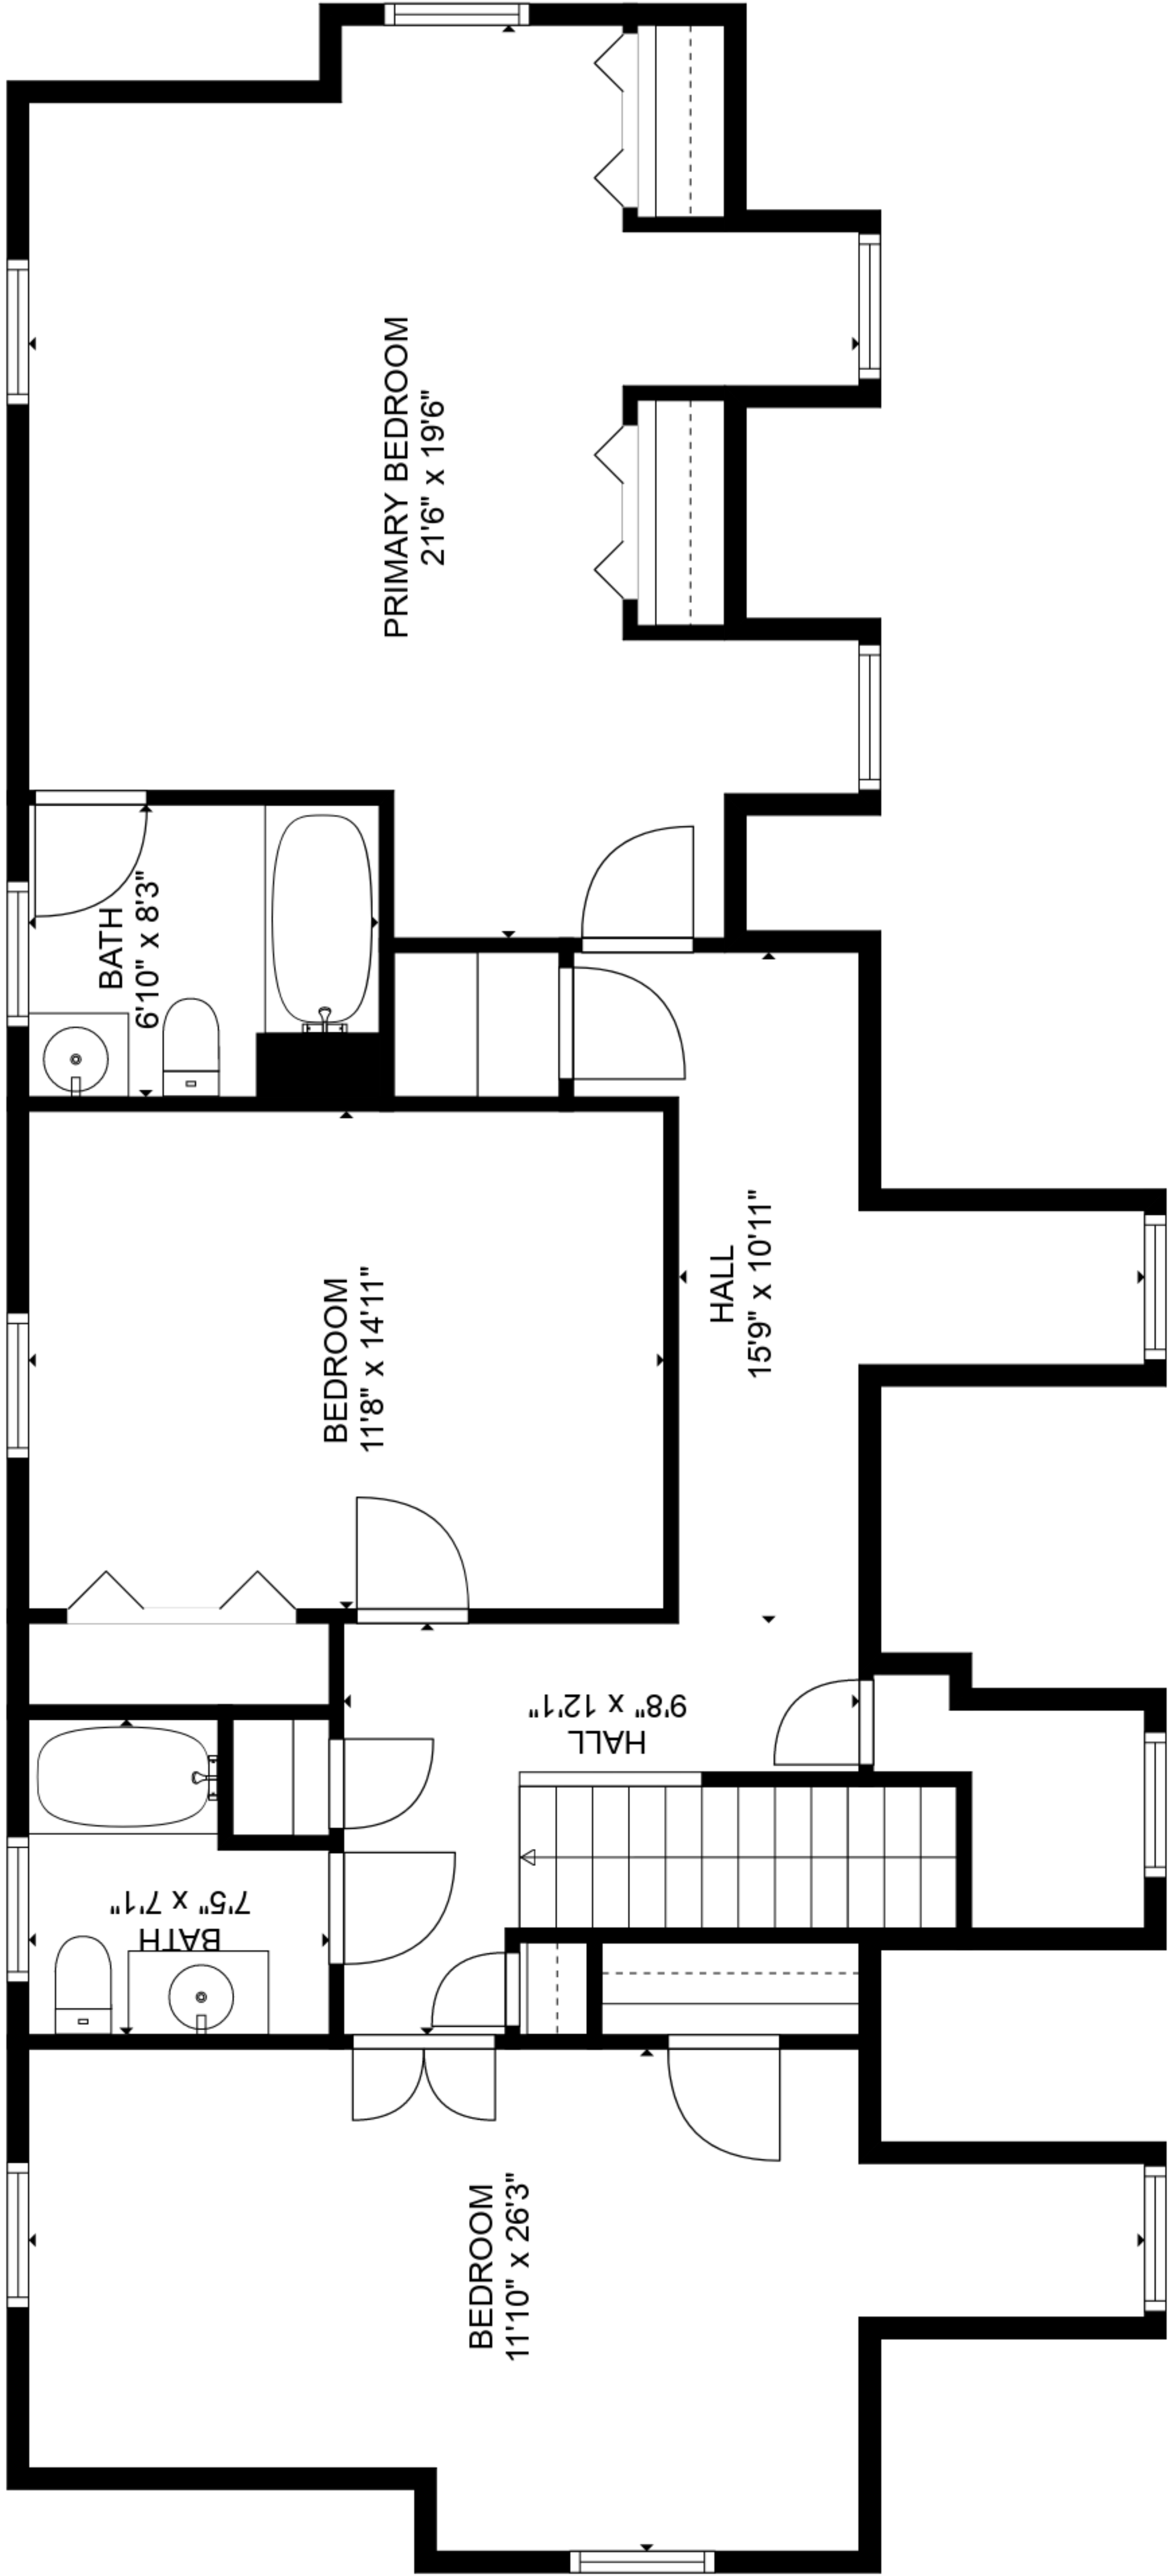 PRIMARY BEDROOM
21'6" x 19'6"
BATH
6'10" x 8'3"
BEDROOM
11'8" x 14'11"
HALL
15'9" x 10'11"
HALL
9'8" x 12'1"
BATH
7'5" x 7'1"
BEDROOM
11'10" x 26'3"